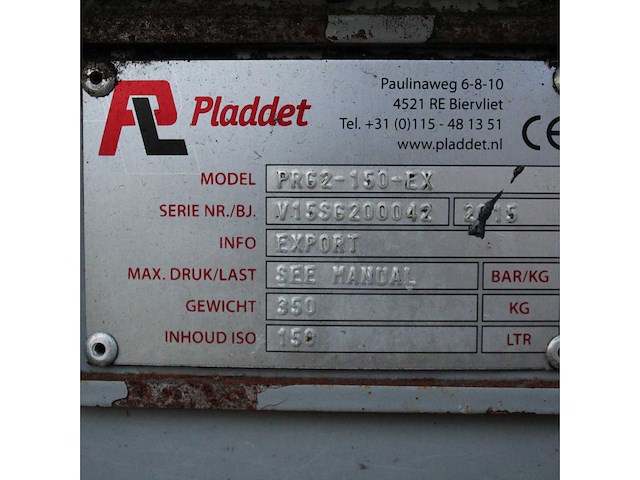 PL Pladdet
Paulinaweg 6-8-10
4521 RE Biervliet
Tel. +31 (0)115 - 48 13 51
www.pladdet.nl
CE
MODEL PRG2-150-EX
SERIE NR./BJ. V15SG200042 2015
INFO EXPORT
MAX. DRUK/LAST SEE MANUAL BAR/KG
GEWICHT 350 KG
INHOUD ISO 150 LTR